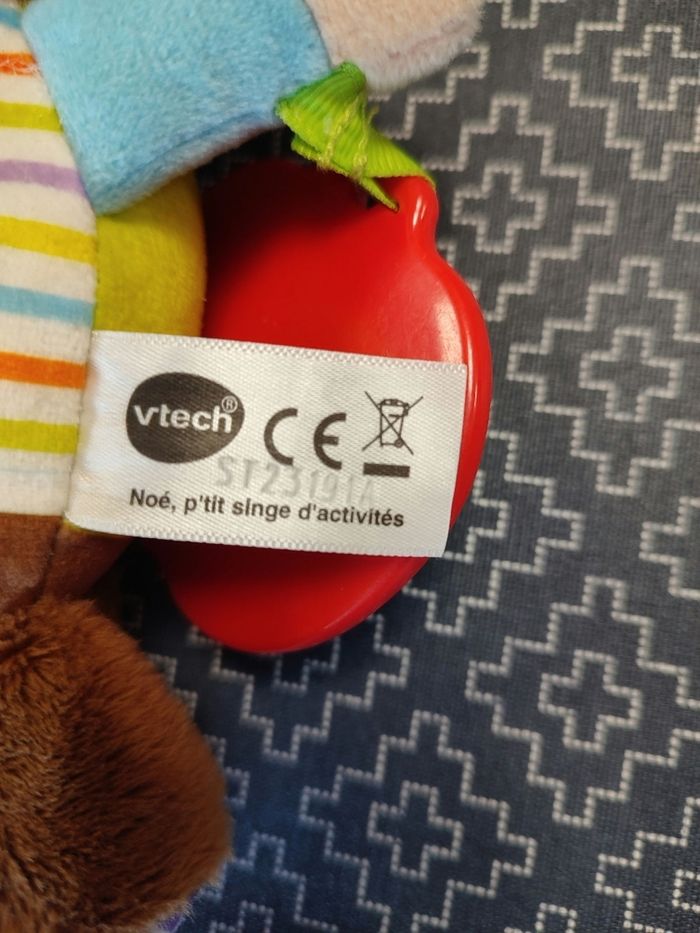 vtech®
CE
ST23191A
Noé, p'tit singe d'activités